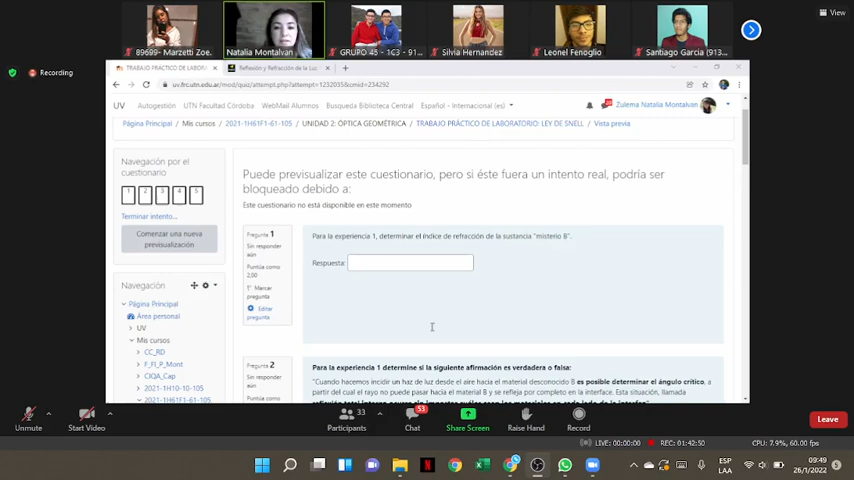 View
89699- Marzetti Zoe.
Natalia Montalvan
GRUPO 45 - 1C3 - 91...
Silvia Hernandez
Leonel Fenoglio
Santiago Garcia (913...
Recording
TRABAJO PRÁCTICO DE LABOR
Reflexión y Refracción de la Luz
uv.frc.utn.edu.ar/mod/quiz/attempt.php?attempt=1232035&cmid=234292
UV Autogestión UTN Facultad Córdoba WebMail Alumnos Busqueda Biblioteca Central Español - Internacional (es)
Zulema Natalia Montalvan
Página Principal / Mis cursos / 2021-1H61F1-61-105 / UNIDAD 2: ÓPTICA GEOMÉTRICA / TRABAJO PRÁCTICO DE LABORATORIO: LEY DE SNELL / Vista previa
Navegación por el
cuestionario
1 2 3 4 5
Terminar intento...
Comenzar una nueva
previsualización
Puede previsualizar este cuestionario, pero si éste fuera un intento real, podría ser
bloqueado debido a:
Este cuestionario no está disponible en este momento
Pregunta 1
Sin responder
aún
Puntúa como
2,00
Marcar
pregunta
Editar
pregunta
Para la experiencia 1, determinar el índice de refracción de la sustancia "misterio B".
Respuesta:
Navegación
Página Principal
Área personal
UV
Mis cursos
CC_RD
F_FI_P_Mont
CIQA_Cap
2021-1H10-10-105
2021-1H61F1-61-105
Pregunta 2
Sin responder
aún
Puntúa como
Para la experiencia 1 determine si la siguiente afirmación es verdadera o falsa:
"Cuando hacemos incidir un haz de luz desde el aire hacia el material desconocido B es posible determinar el ángulo crítico, a
partir del cual el rayo no puede pasar hacia el material B y se refleja por completo en la interface. Esta situación, llamada
Unmute
Start Video
33
Participants
53
Chat
Share Screen
Raise Hand
Record
Leave
LIVE: 00:00:00 REC: 01:42:50 CPU: 7.9%, 60.00 fps
ESP
LAA
09:49
26/1/2022